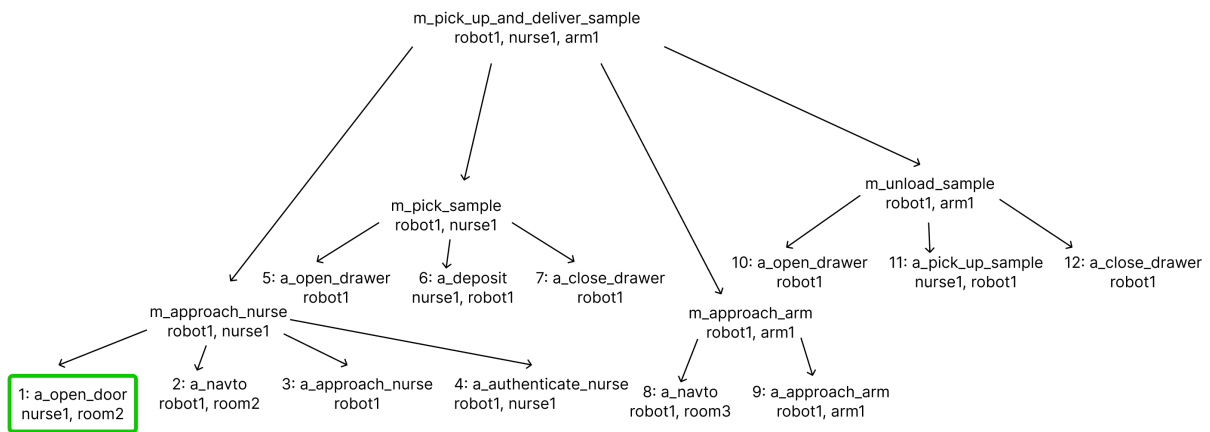 m_pick_up_and_deliver_sample
robot1, nurse1, arm1
m_approach_nurse
robot1, nurse1
1: a_open_door
nurse1, room2
2: a_navto
robot1, room2
3: a_approach_nurse
robot1
4: a_authenticate_nurse
robot1, nurse1
m_pick_sample
robot1, nurse1
5: a_open_drawer
robot1
6: a_deposit
nurse1, robot1
7: a_close_drawer
robot1
m_approach_arm
robot1, arm1
8: a_navto
robot1, room3
9: a_approach_arm
robot1, arm1
m_unload_sample
robot1, arm1
10: a_open_drawer
robot1
11: a_pick_up_sample
nurse1, robot1
12: a_close_drawer
robot1